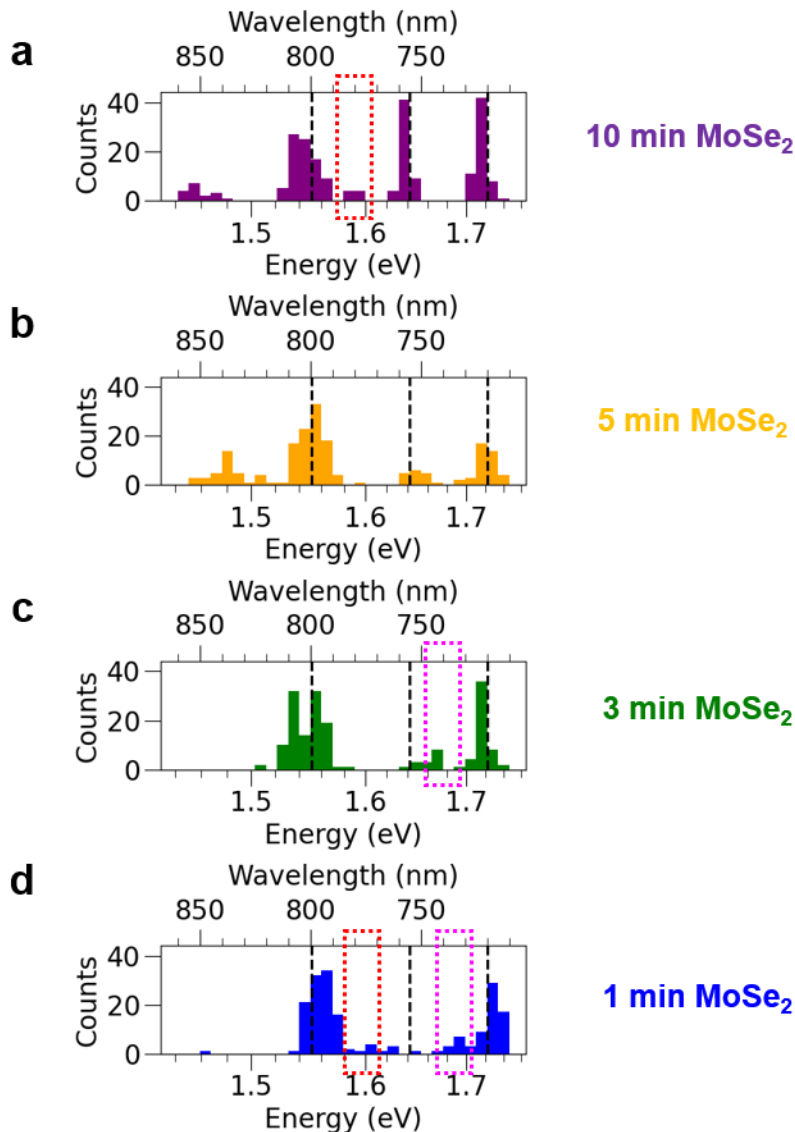 a
Wavelength (nm)
850 800 750
Counts
40
20
0
1.5 1.6 1.7
Energy (eV)
10 min MoSe₂
b
Wavelength (nm)
850 800 750
Counts
40
20
0
1.5 1.6 1.7
Energy (eV)
5 min MoSe₂
c
Wavelength (nm)
850 800 750
Counts
40
20
0
1.5 1.6 1.7
Energy (eV)
3 min MoSe₂
d
Wavelength (nm)
850 800 750
Counts
40
20
0
1.5 1.6 1.7
Energy (eV)
1 min MoSe₂